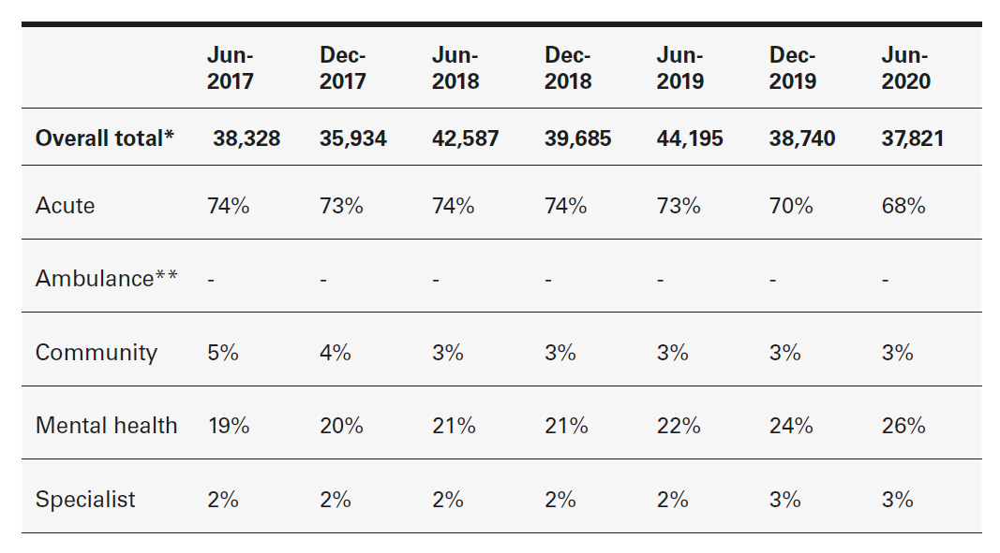 Jun- Dec- Jun- Dec- Jun- Dec- Jun-
2017 2017 2018 2018 2019 2019 2020
Overall total* 38,328 35,934 42,587 39,685 44,195 38,740 37,821
Acute 74% 73% 74% 74% 73% 70% 68%
Ambulance** - - - - - - -
Community 5% 4% 3% 3% 3% 3% 3%
Mental health 19% 20% 21% 21% 22% 24% 26%
Specialist 2% 2% 2% 2% 2% 3% 3%